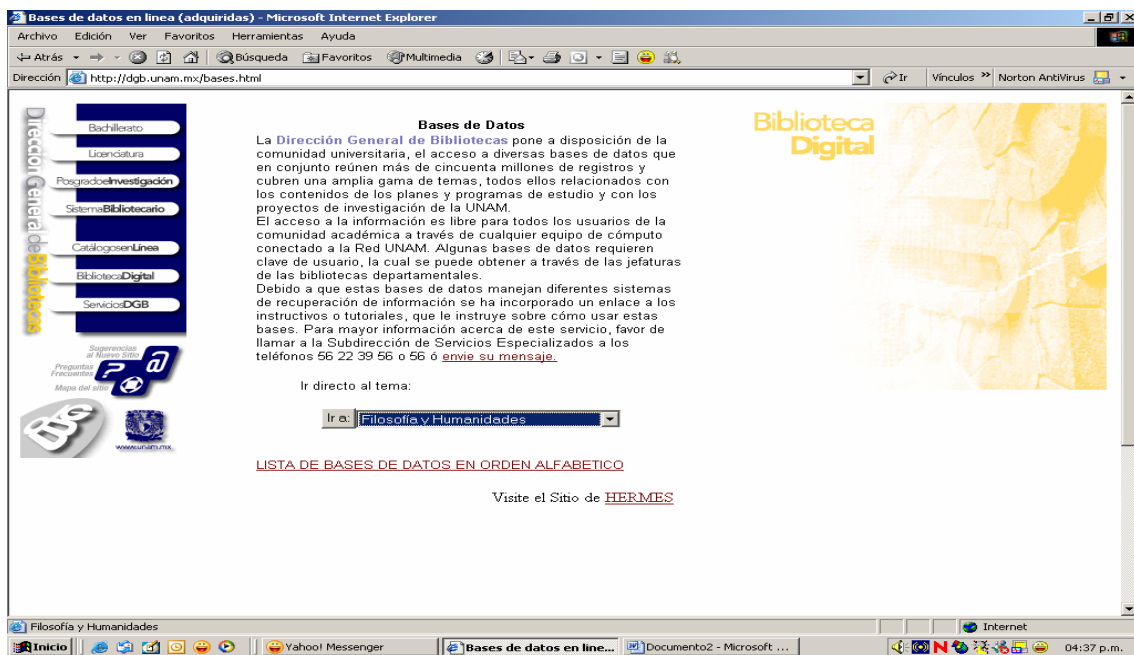 Bases de datos en linea (adquiridas) - Microsoft Internet Explorer
Archivo Edición Ver Favoritos Herramientas Ayuda
Atrás Búsqueda Favoritos Multimedia
Dirección http://dgb.unam.mx/bases.html Ir Vínculos » Norton AntiVirus
Dirección General de Bibliotecas
Bachillerato
Licenciatura
PosgradoeInvestigación
SistemaBibliotecario
CatálogosenLínea
BibliotecaDigital
ServiciosDGB
Sugerencias
al Nuevo Sitio
Preguntas
Frecuentes
Mapa del sitio
www.unam.mx
Bases de Datos
La Dirección General de Bibliotecas pone a disposición de la
comunidad universitaria, el acceso a diversas bases de datos que
en conjunto reúnen más de cincuenta millones de registros y
cubren una amplia gama de temas, todos ellos relacionados con
los contenidos de los planes y programas de estudio y con los
proyectos de investigación de la UNAM.
El acceso a la información es libre para todos los usuarios de la
comunidad académica a través de cualquier equipo de cómputo
conectado a la Red UNAM. Algunas bases de datos requieren
clave de usuario, la cual se puede obtener a través de las jefaturas
de las bibliotecas departamentales.
Debido a que estas bases de datos manejan diferentes sistemas
de recuperación de información se ha incorporado un enlace a los
instructivos o tutoriales, que le instruye sobre cómo usar estas
bases. Para mayor información acerca de este servicio, favor de
llamar a la Subdirección de Servicios Especializados a los
teléfonos 56 22 39 56 o 56 ó envie su mensaje.
Ir directo al tema:
Ir a: Filosofía y Humanidades
LISTA DE BASES DE DATOS EN ORDEN ALFABETICO
Visite el Sitio de HERMES
Biblioteca
Digital
Filosofía y Humanidades Internet
Inicio Yahoo! Messenger Bases de datos en line... Documento2 - Microsoft ... 04:37 p.m.